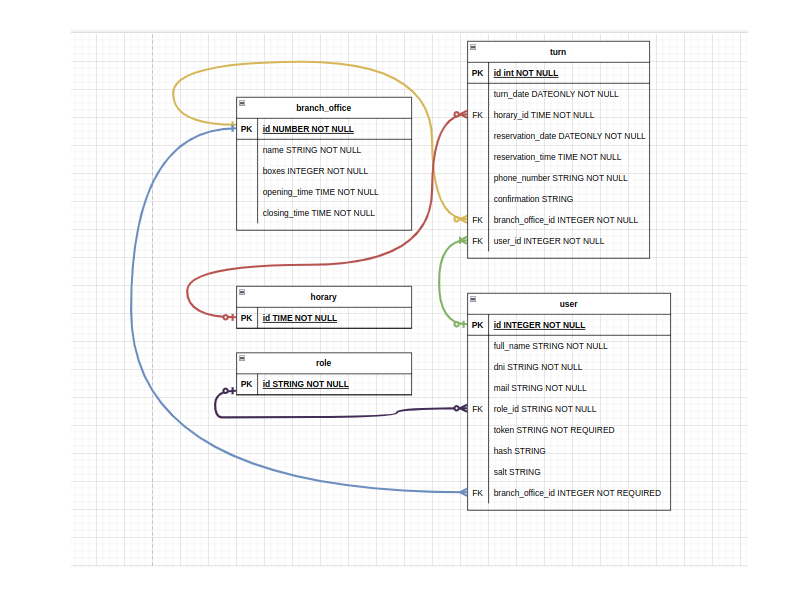 branch_office
PK id NUMBER NOT NULL
name STRING NOT NULL
boxes INTEGER NOT NULL
opening_time TIME NOT NULL
closing_time TIME NOT NULL
horary
PK id TIME NOT NULL
role
PK id STRING NOT NULL
turn
PK id int NOT NULL
turn_date DATEONLY NOT NULL
FK horary_id TIME NOT NULL
reservation_date DATEONLY NOT NULL
reservation_time TIME NOT NULL
phone_number STRING NOT NULL
confirmation STRING
FK branch_office_id INTEGER NOT NULL
FK user_id INTEGER NOT NULL
user
PK id INTEGER NOT NULL
full_name STRING NOT NULL
dni STRING NOT NULL
mail STRING NOT NULL
FK role_id STRING NOT NULL
token STRING NOT REQUIRED
hash STRING
salt STRING
FK branch_office_id INTEGER NOT REQUIRED